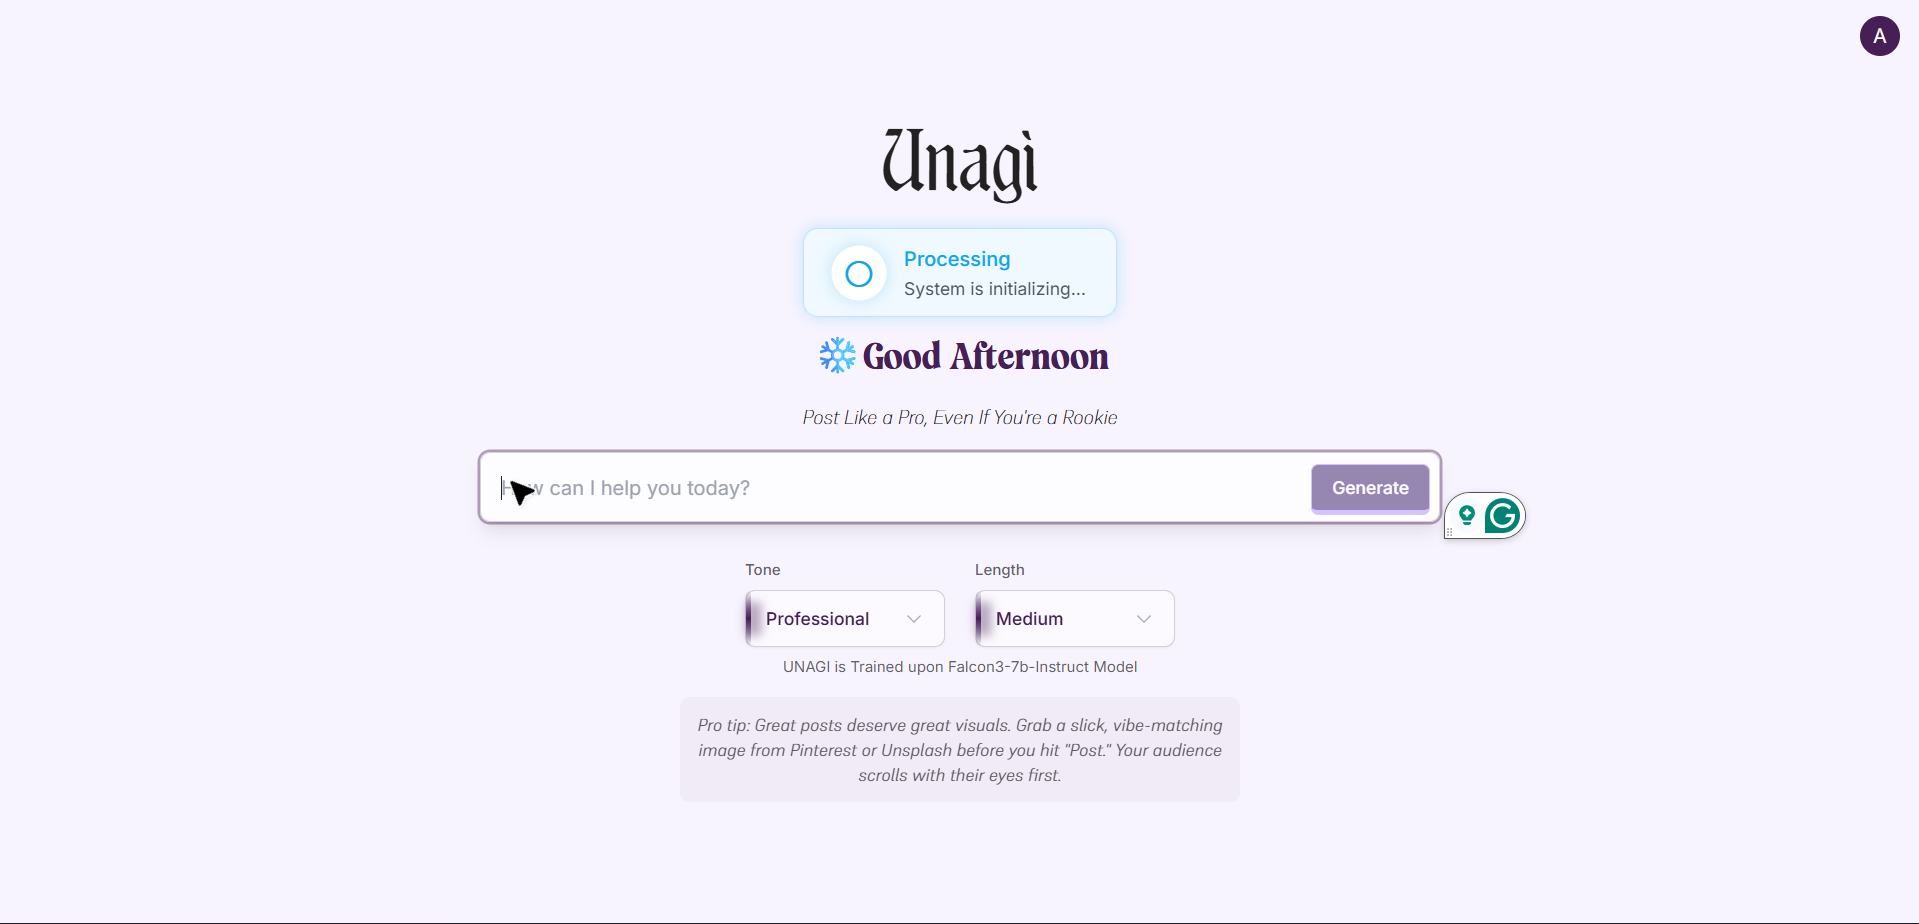 A
Unagi
Processing
System is initializing...
Good Afternoon
Post Like a Pro, Even If You're a Rookie
How can I help you today?
Generate
Tone
Length
Professional
Medium
UNAGI is Trained upon Falcon3-7b-Instruct Model
Pro tip: Great posts deserve great visuals. Grab a slick, vibe-matching
image from Pinterest or Unsplash before you hit "Post." Your audience
scrolls with their eyes first.